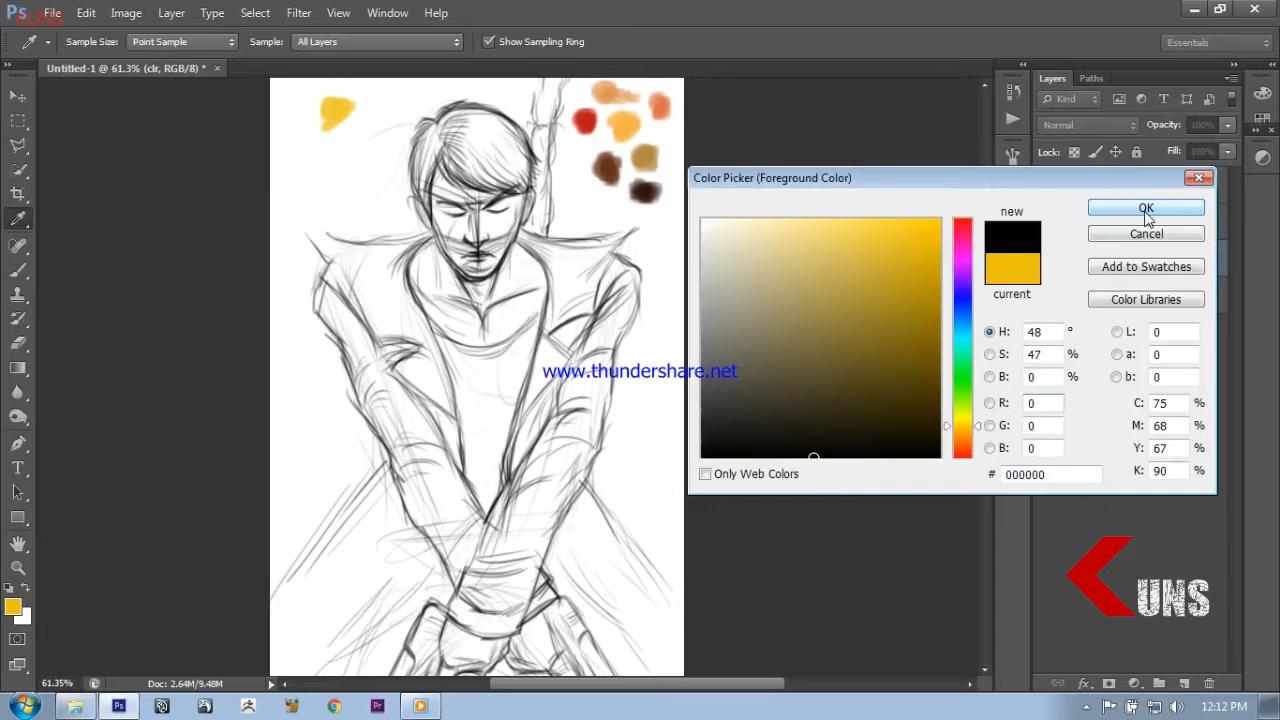 Ps File Edit Image Layer Type Select Filter View Window Help
KUNS
Sample Size: Point Sample Sample: All Layers Show Sampling Ring Essentials
Untitled-1 @ 61.3% (clr, RGB/8) * ×
Layers Paths
Kind
Normal Opacity: 100%
Lock: Fill: 100%
Color Picker (Foreground Color)
new
OK
Cancel
Add to Swatches
current
Color Libraries
H: 48 ° L: 0
S: 47 % a: 0
B: 0 % b: 0
R: 0 C: 75 %
G: 0 M: 68 %
B: 0 Y: 67 %
K: 90 %
Only Web Colors # 000000
www.thundershare.net
UNS
61.35% Doc: 2.64M/9.48M
12:12 PM